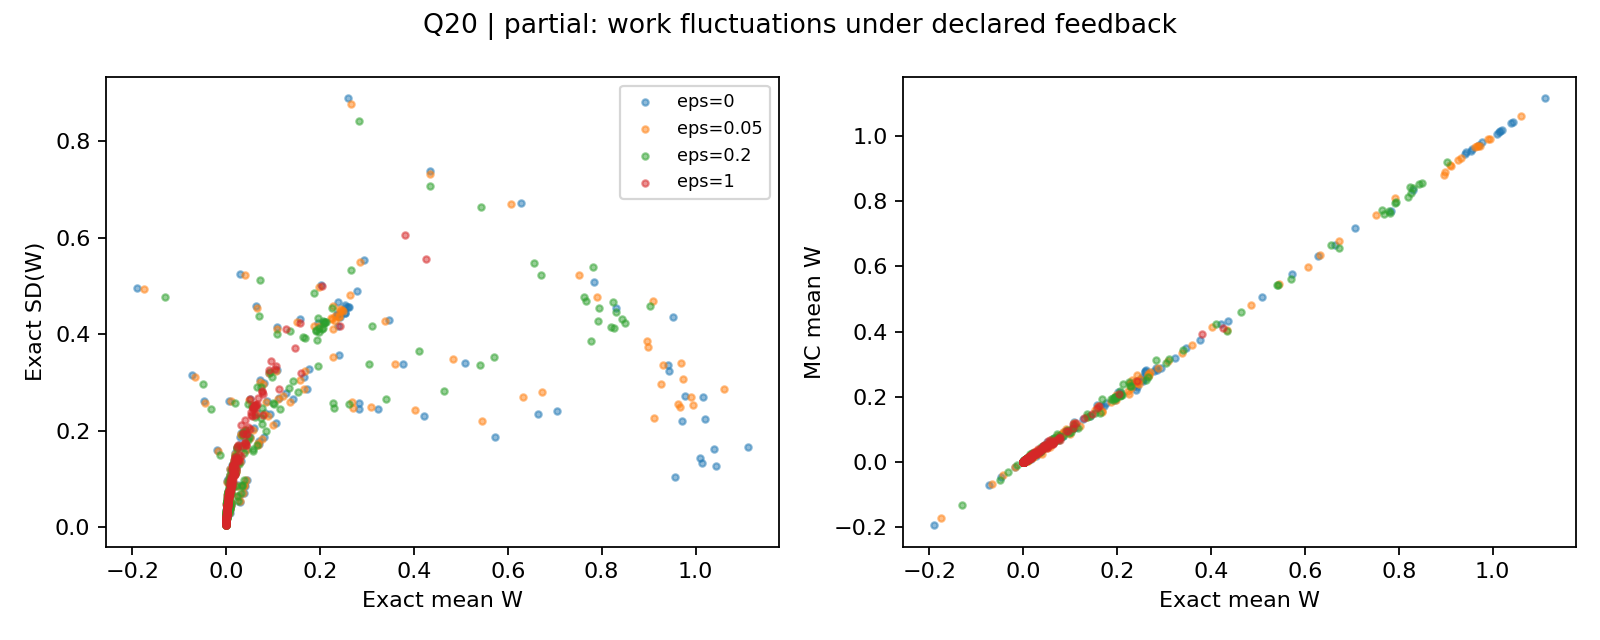 Q20 | partial: work fluctuations under declared feedback
Exact SD(W)
0.8
0.6
0.4
0.2
0.0
eps=0
eps=0.05
eps=0.2
eps=1
−0.2 0.0 0.2 0.4 0.6 0.8 1.0
Exact mean W
MC mean W
1.0
0.8
0.6
0.4
0.2
0.0
−0.2
−0.2 0.0 0.2 0.4 0.6 0.8 1.0
Exact mean W